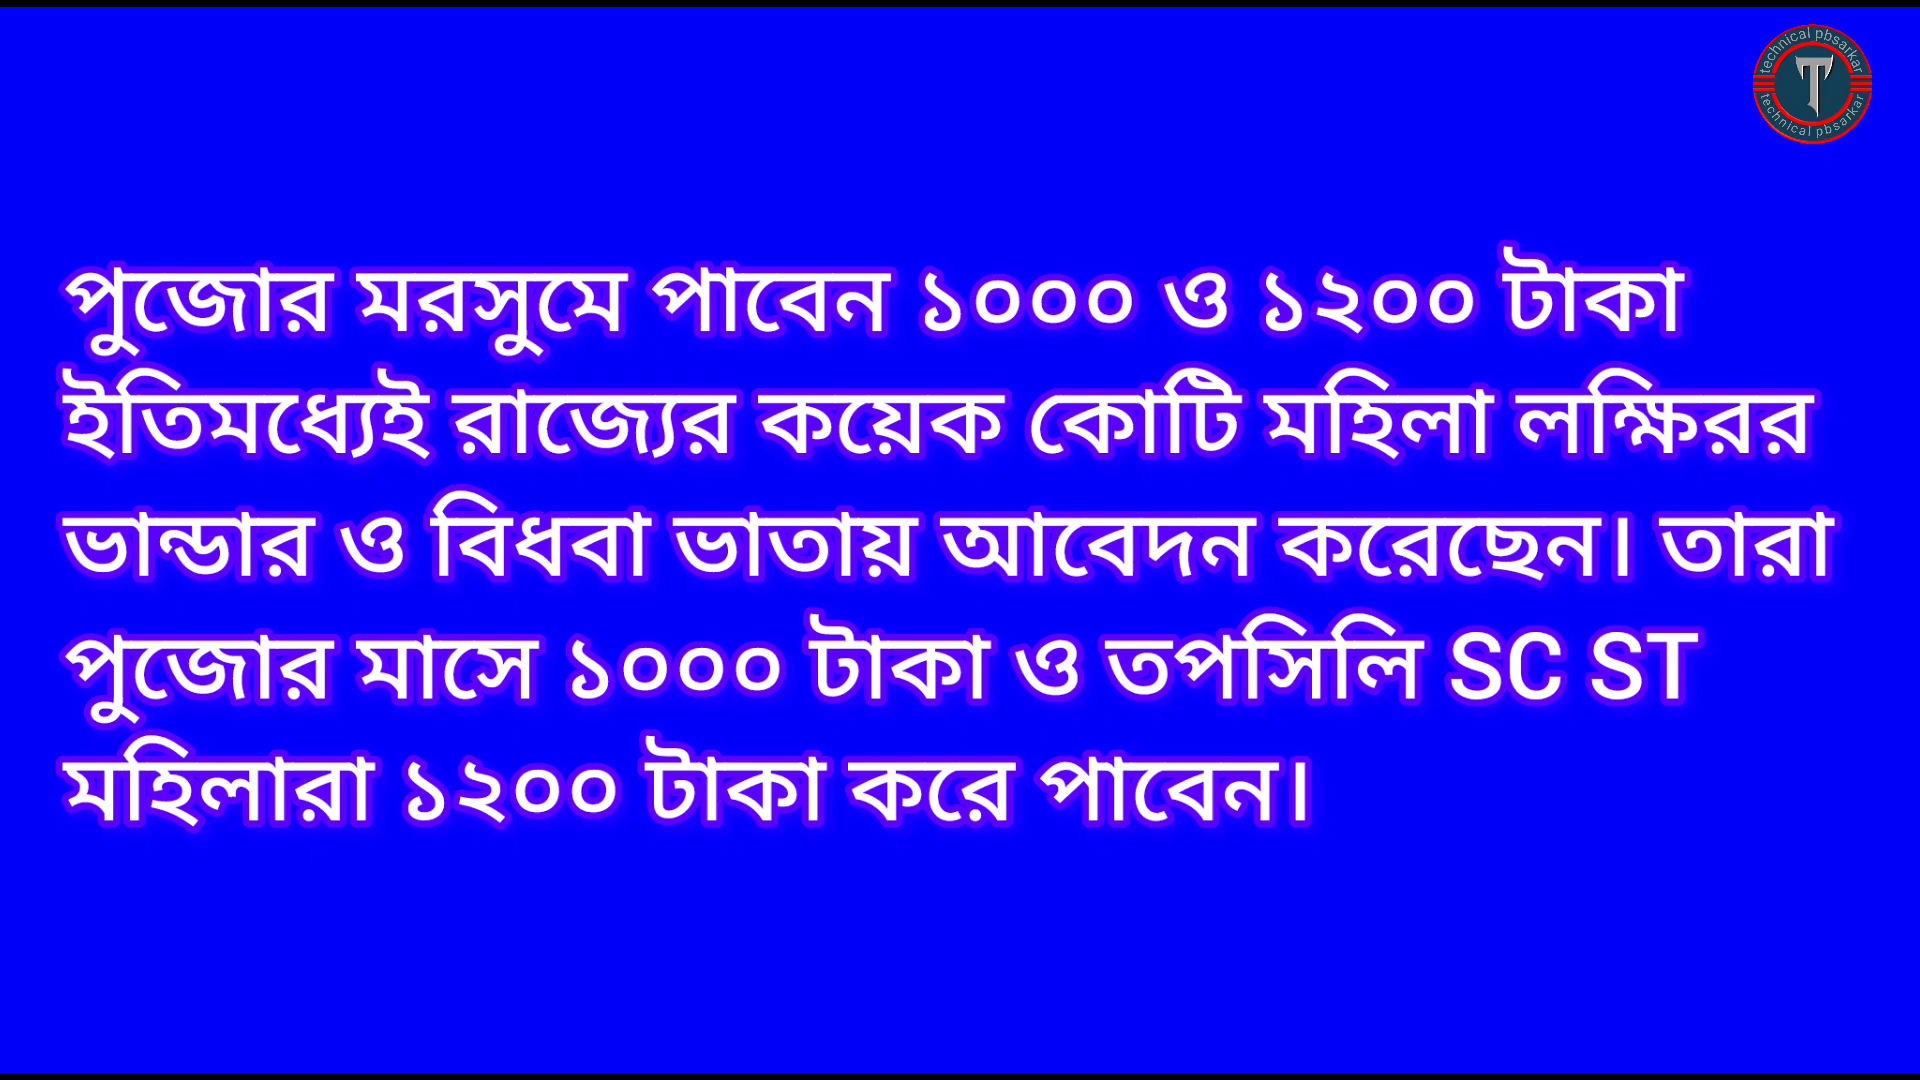 technical pbsarkar
T
technical pbsarkar
পুজোর মরসুমে পাবেন ১০০০ ও ১২০০ টাকা
ইতিমধ্যেই রাজ্যের কয়েক কোটি মহিলা লক্ষিরর
ভান্ডার ও বিধবা ভাতায় আবেদন করেছেন। তারা
পুজোর মাসে ১০০০ টাকা ও তপসিলি SC ST
মহিলারা ১২০০ টাকা করে পাবেন।